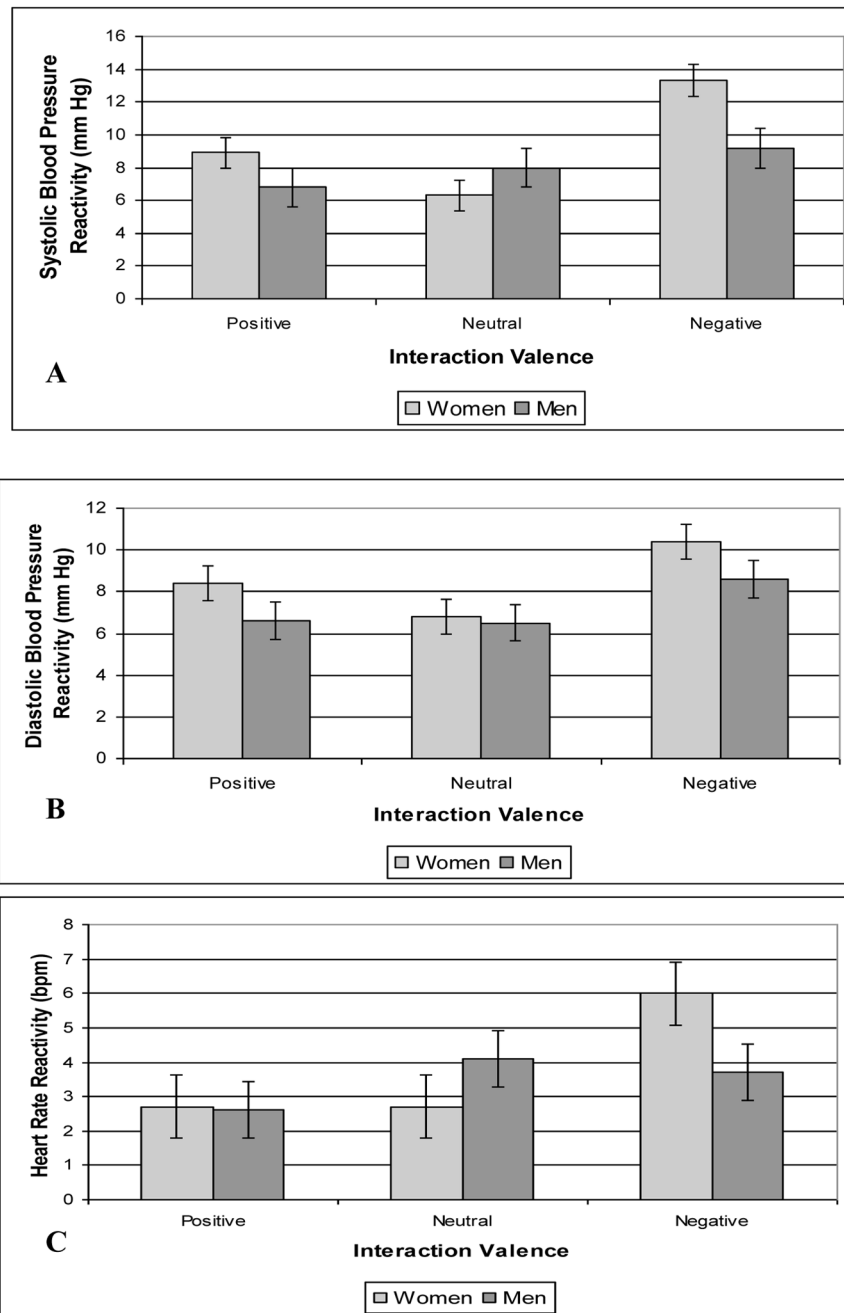 Systolic Blood Pressure
Reactivity (mm Hg)
16
14
12
10
8
6
4
2
0
Positive
Neutral
Negative
Interaction Valence
A
Women
Men
Diastolic Blood Pressure
Reactivity (mm Hg)
12
10
8
6
4
2
0
Positive
Neutral
Negative
Interaction Valence
B
Women
Men
Heart Rate Reactivity (bpm)
8
7
6
5
4
3
2
1
0
Positive
Neutral
Negative
Interaction Valence
C
Women
Men